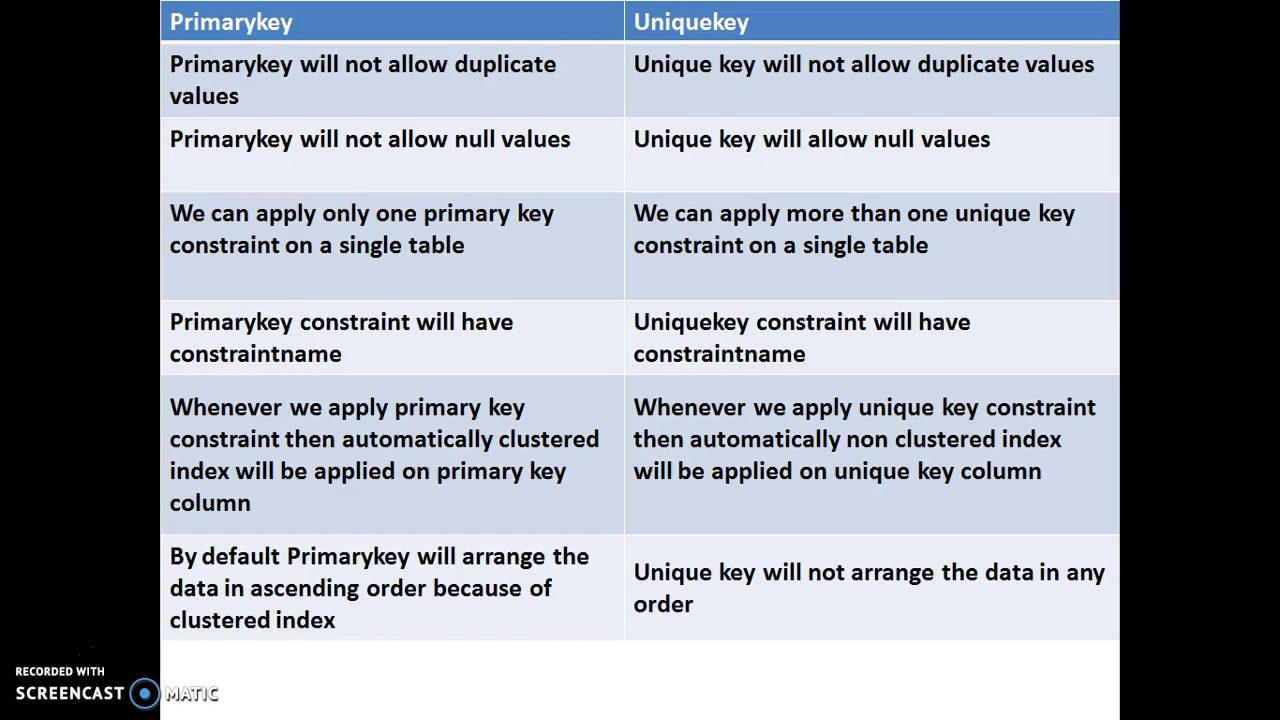 Primarykey
Uniquekey
Primarykey will not allow duplicate
values
Unique key will not allow duplicate values
Primarykey will not allow null values
Unique key will allow null values
We can apply only one primary key
constraint on a single table
We can apply more than one unique key
constraint on a single table
Primarykey constraint will have
constraintname
Uniquekey constraint will have
constraintname
Whenever we apply primary key
constraint then automatically clustered
index will be applied on primary key
column
Whenever we apply unique key constraint
then automatically non clustered index
will be applied on unique key column
By default Primarykey will arrange the
data in ascending order because of
clustered index
Unique key will not arrange the data in any
order
RECORDED WITH
SCREENCAST MATIC